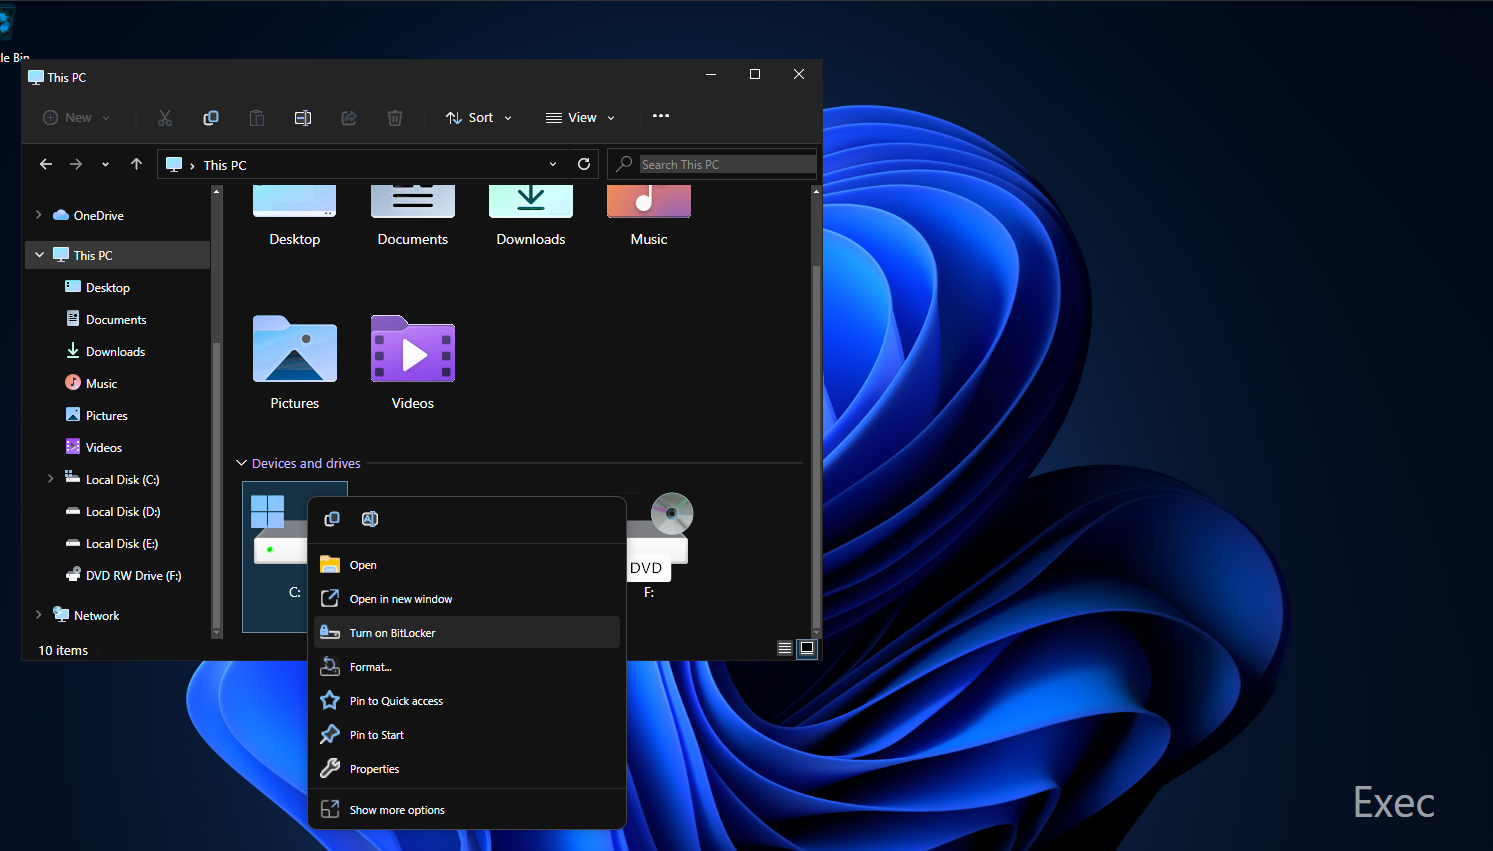 le Bin
This PC
New
Sort
View
This PC
Search This PC
OneDrive
This PC
Desktop
Documents
Downloads
Music
Pictures
Videos
Local Disk (C:)
Local Disk (D:)
Local Disk (E:)
DVD RW Drive (F:)
Network
Desktop
Documents
Downloads
Music
Pictures
Videos
Devices and drives
C:
DVD
F:
Open
Open in new window
Turn on BitLocker
Format...
Pin to Quick access
Pin to Start
Properties
Show more options
10 items
Exec